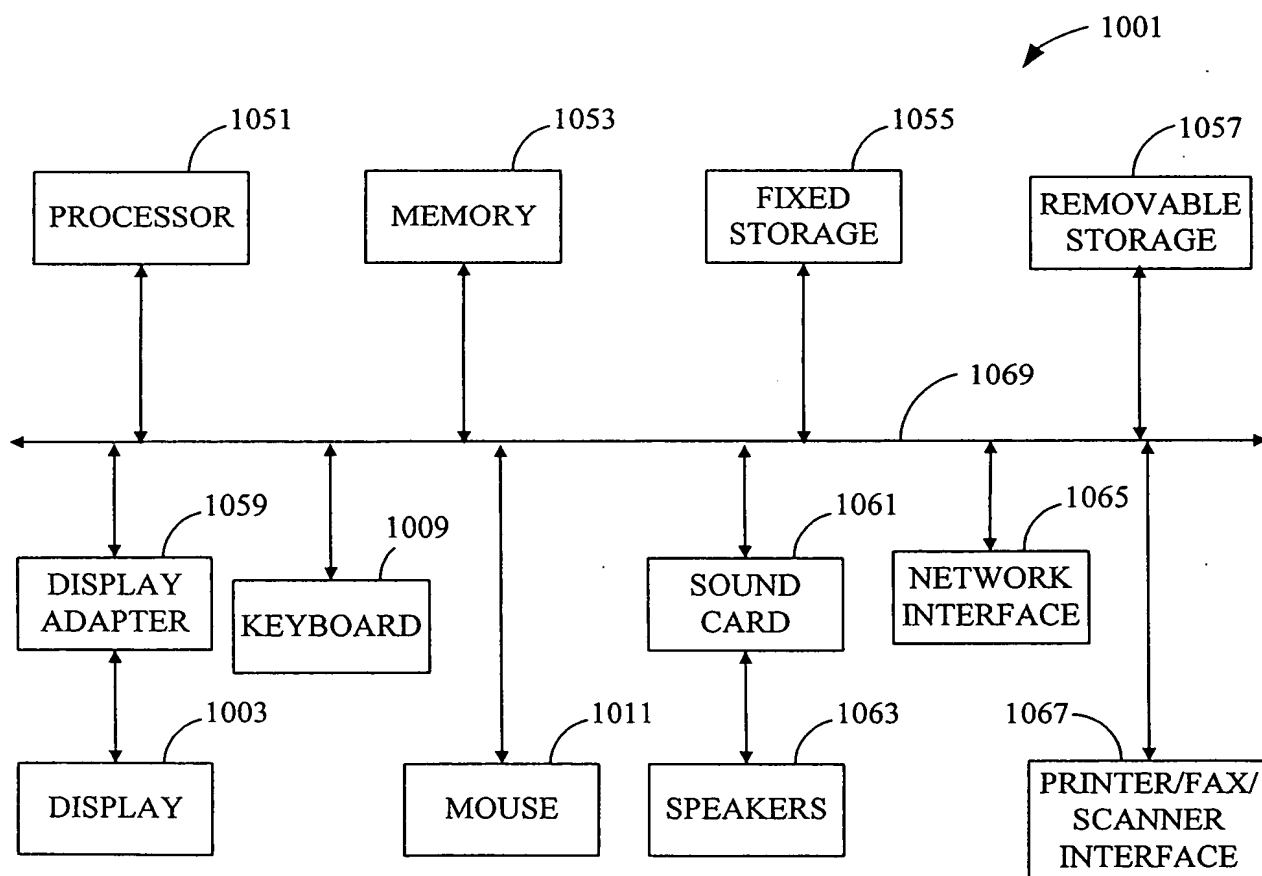 1001
1051
1053
1055
1057
PROCESSOR
MEMORY
FIXED
STORAGE
REMOVABLE
STORAGE
1069
1059
1009
1061
1065
DISPLAY
ADAPTER
KEYBOARD
SOUND
CARD
NETWORK
INTERFACE
1003
1011
1063
1067
DISPLAY
MOUSE
SPEAKERS
PRINTER/FAX/
SCANNER
INTERFACE